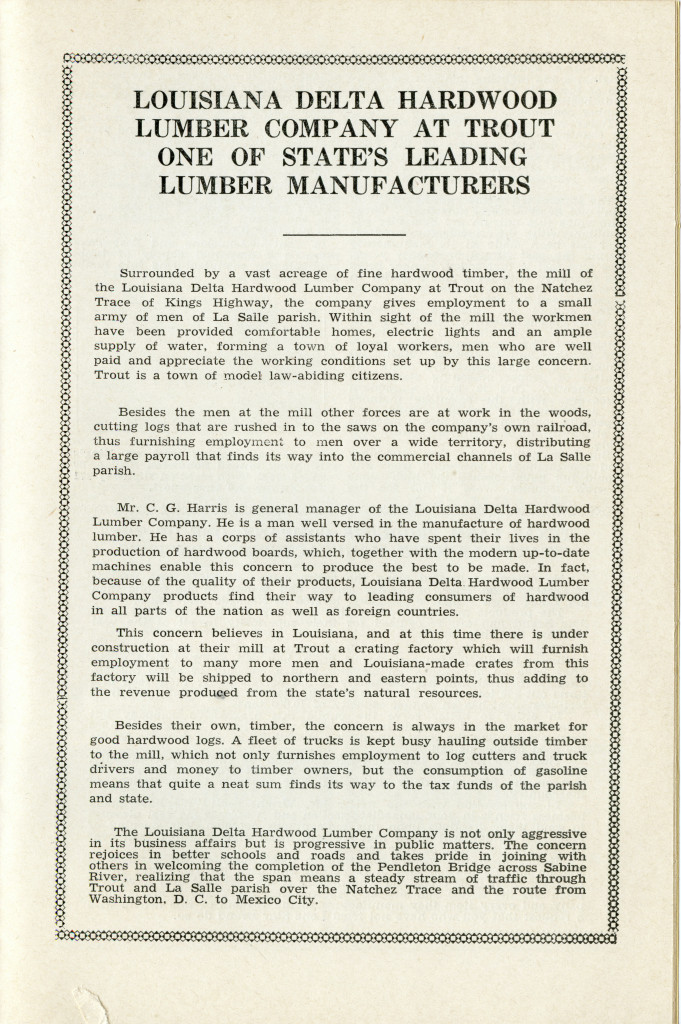 LOUISIANA DELTA HARDWOOD
LUMBER COMPANY AT TROUT
ONE OF STATE'S LEADING
LUMBER MANUFACTURERS
Surrounded by a vast acreage of fine hardwood timber, the mill of
the Louisiana Delta Hardwood Lumber Company at Trout on the Natchez
Trace of Kings Highway, the company gives employment to a small
army of men of La Salle parish. Within sight of the mill the workmen
have been provided comfortable homes, electric lights and an ample
supply of water, forming a town of loyal workers, men who are well
paid and appreciate the working conditions set up by this large concern.
Trout is a town of model law-abiding citizens.
Besides the men at the mill other forces are at work in the woods,
cutting logs that are rushed in to the saws on the company's own railroad,
thus furnishing employment to men over a wide territory, distributing
a large payroll that finds its way into the commercial channels of La Salle
parish.
Mr. C. G. Harris is general manager of the Louisiana Delta Hardwood
Lumber Company. He is a man well versed in the manufacture of hardwood
lumber. He has a corps of assistants who have spent their lives in the
production of hardwood boards, which, together with the modern up-to-date
machines enable this concern to produce the best to be made. In fact,
because of the quality of their products, Louisiana Delta Hardwood Lumber
Company products find their way to leading consumers of hardwood
in all parts of the nation as well as foreign countries.
This concern believes in Louisiana, and at this time there is under
construction at their mill at Trout a crating factory which will furnish
employment to many more men and Louisiana-made crates from this
factory will be shipped to northern and eastern points, thus adding to
the revenue produced from the state's natural resources.
Besides their own, timber, the concern is always in the market for
good hardwood logs. A fleet of trucks is kept busy hauling outside timber
to the mill, which not only furnishes employment to log cutters and truck
drivers and money to timber owners, but the consumption of gasoline
means that quite a neat sum finds its way to the tax funds of the parish
and state.
The Louisiana Delta Hardwood Lumber Company is not only aggressive
in its business affairs but is progressive in public matters. The concern
rejoices in better schools and roads and takes pride in joining with
others in welcoming the completion of the Pendleton Bridge across Sabine
River, realizing that the span means a steady stream of traffic through
Trout and La Salle parish over the Natchez Trace and the route from
Washington, D. C. to Mexico City.